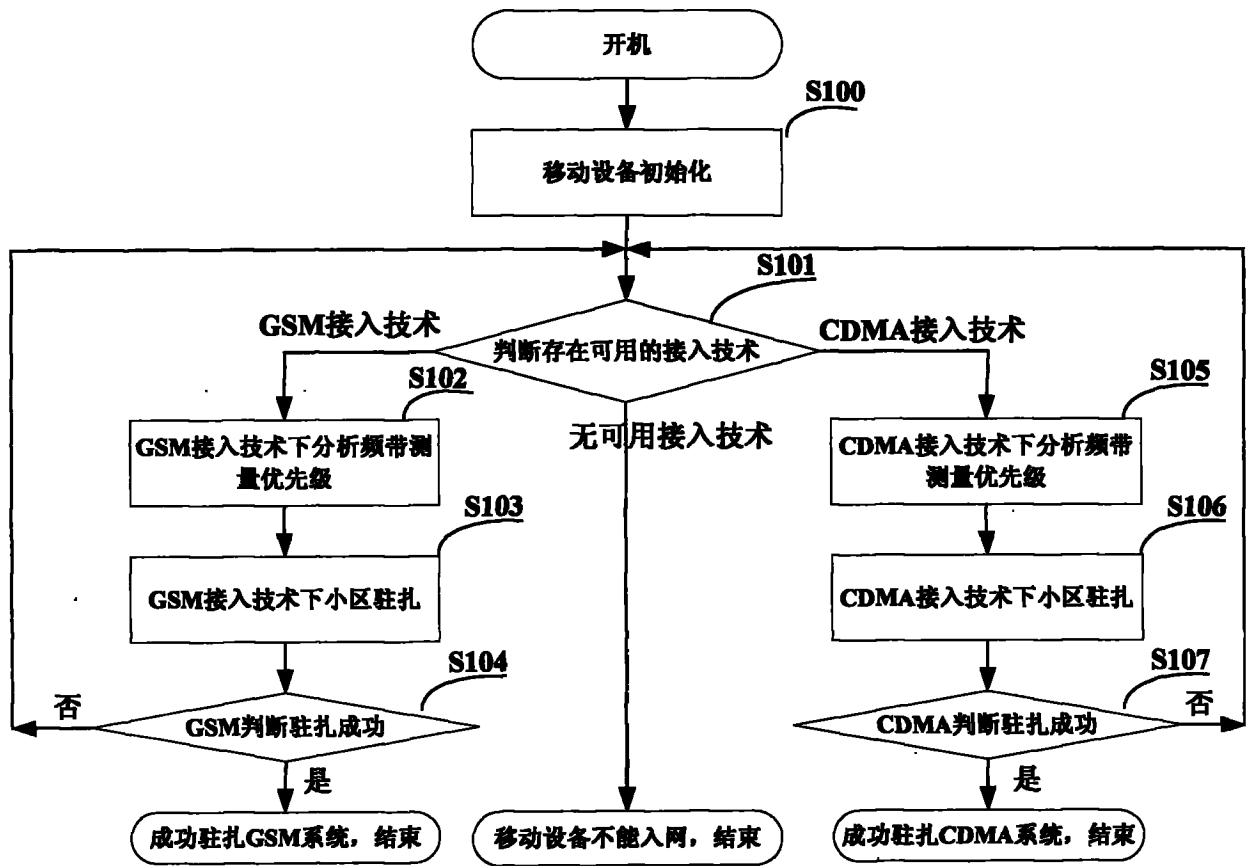 开机
S100
移动设备初始化
S101
GSM接入技术
判断存在可用的接入技术
CDMA接入技术
S102
S105
GSM接入技术下分析频带测
量优先级
无可用接入技术
CDMA接入技术下分析频带
测量优先级
S103
S106
GSM接入技术下小区驻扎
CDMA接入技术下小区驻扎
S104
S107
否
GSM判断驻扎成功
CDMA判断驻扎成功
否
是
是
成功驻扎GSM系统，结束
移动设备不能入网，结束
成功驻扎CDMA系统，结束